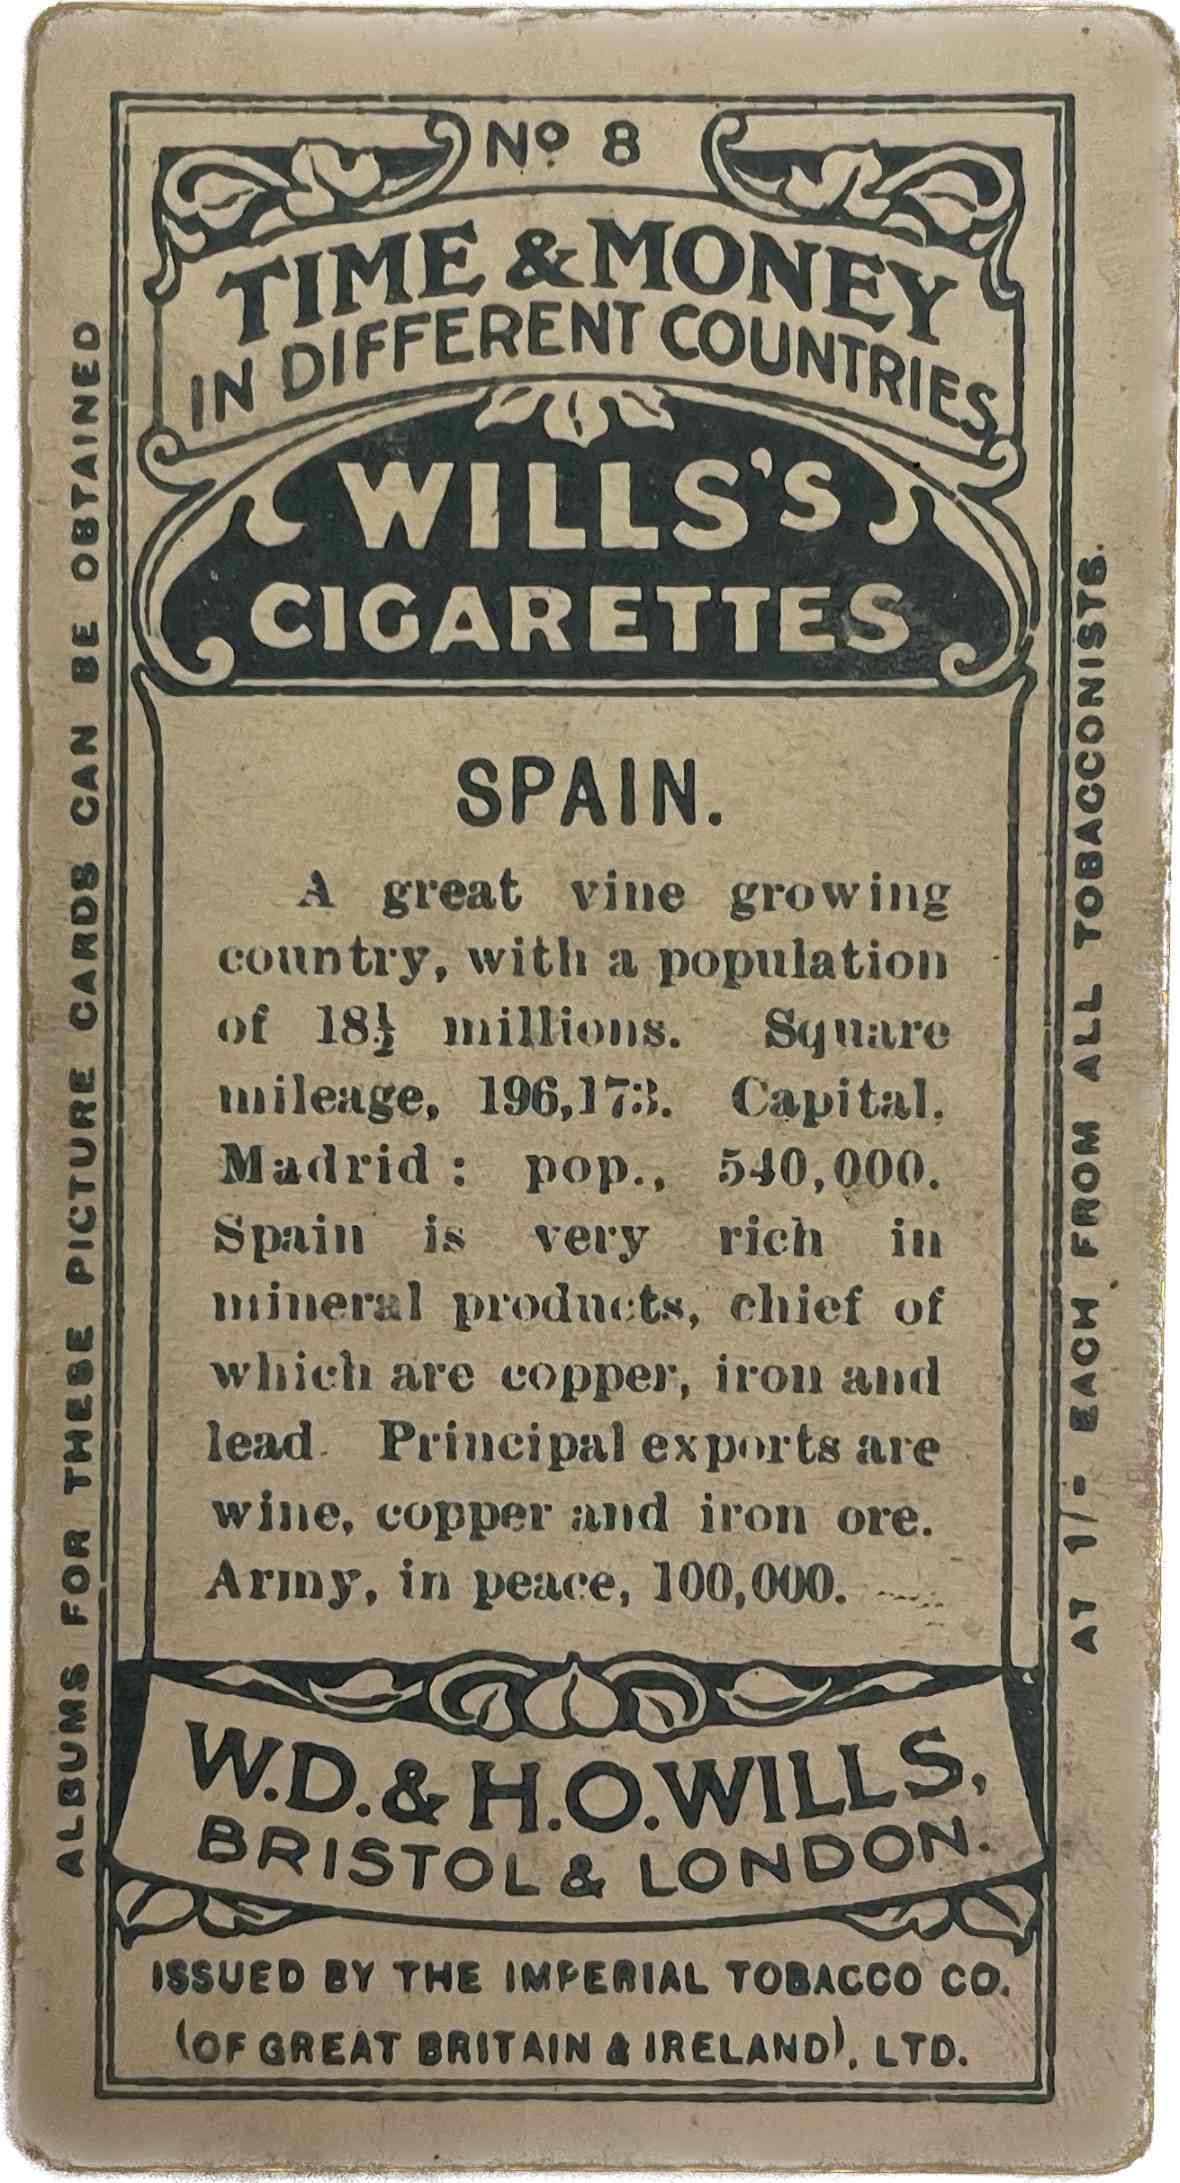 No 8
TIME & MONEY
IN DIFFERENT COUNTRIES
WILLS'S
CIGARETTES
SPAIN.
A great vine growing
country, with a population
of 18½ millions. Square
mileage, 196,173. Capital,
Madrid: pop., 540,000.
Spain is very rich in
mineral products, chief of
which are copper, iron and
lead. Principal exports are
wine, copper and iron ore.
Army, in peace, 100,000.
W.D. & H.O. WILLS,
BRISTOL & LONDON.
ISSUED BY THE IMPERIAL TOBACCO CO.
(OF GREAT BRITAIN & IRELAND), LTD.
ALBUMS FOR THESE PICTURE CARDS CAN BE OBTAINED
AT 1/- EACH FROM ALL TOBACCONISTS.